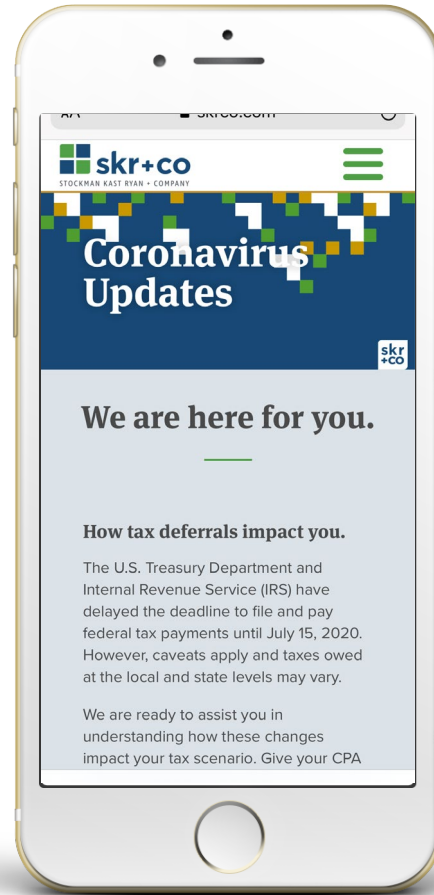 AA skrco.com
skr+co
STOCKMAN KAST RYAN + COMPANY
Coronavirus
Updates
skr
+co
We are here for you.
How tax deferrals impact you.
The U.S. Treasury Department and
Internal Revenue Service (IRS) have
delayed the deadline to file and pay
federal tax payments until July 15, 2020.
However, caveats apply and taxes owed
at the local and state levels may vary.
We are ready to assist you in
understanding how these changes
impact your tax scenario. Give your CPA